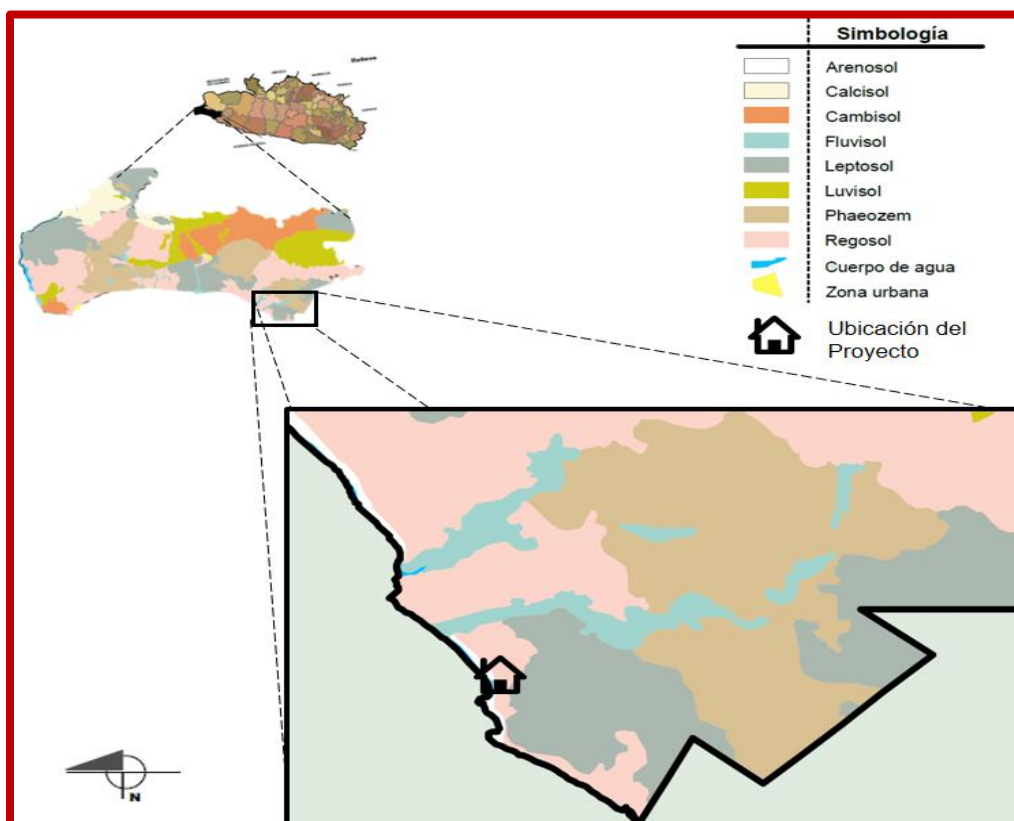 Simbología
Arenosol
Calcisol
Cambisol
Fluvisol
Leptosol
Luvisol
Phaeozem
Regosol
Cuerpo de agua
Zona urbana
Ubicación del
Proyecto
N